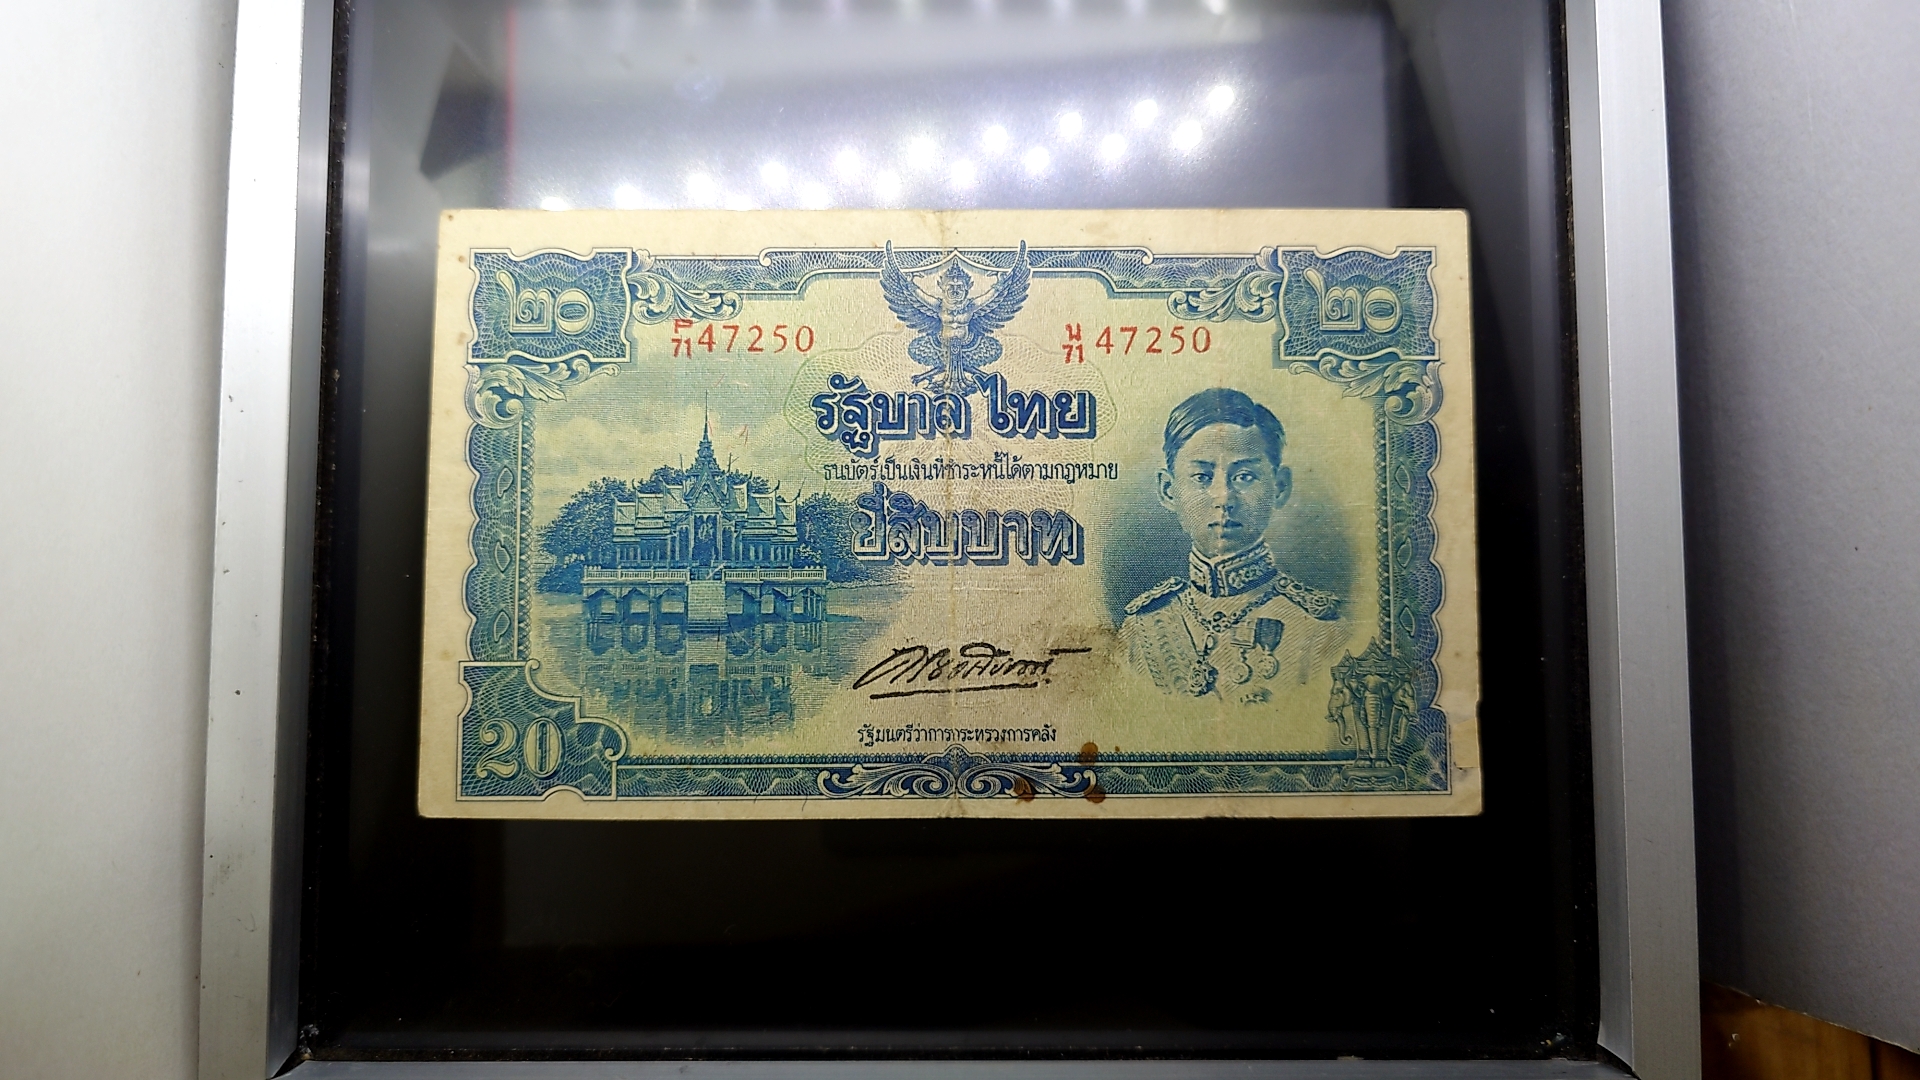 ๒๐ ๒๐
P/71 47250 น/71 47250
รัฐบาลไทย
ธนบัตร์เป็นเงินที่ชำระหนี้ได้ตามกฎหมาย
ยี่สิบบาท
รัฐมนตรีว่าการกระทรวงการคลัง
20